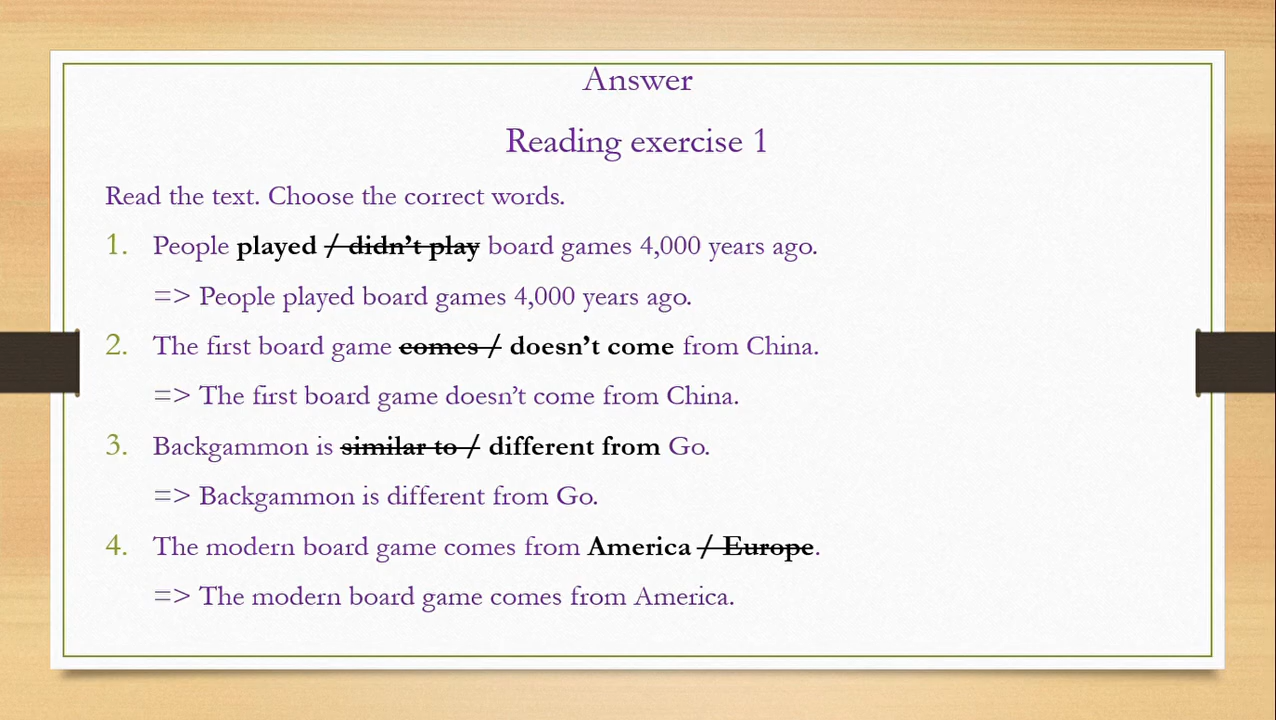 Answer
Reading exercise 1
Read the text. Choose the correct words.
1. People played / didn’t play board games 4,000 years ago.
=> People played board games 4,000 years ago.
2. The first board game comes / doesn’t come from China.
=> The first board game doesn’t come from China.
3. Backgammon is similar to / different from Go.
=> Backgammon is different from Go.
4. The modern board game comes from America / Europe.
=> The modern board game comes from America.